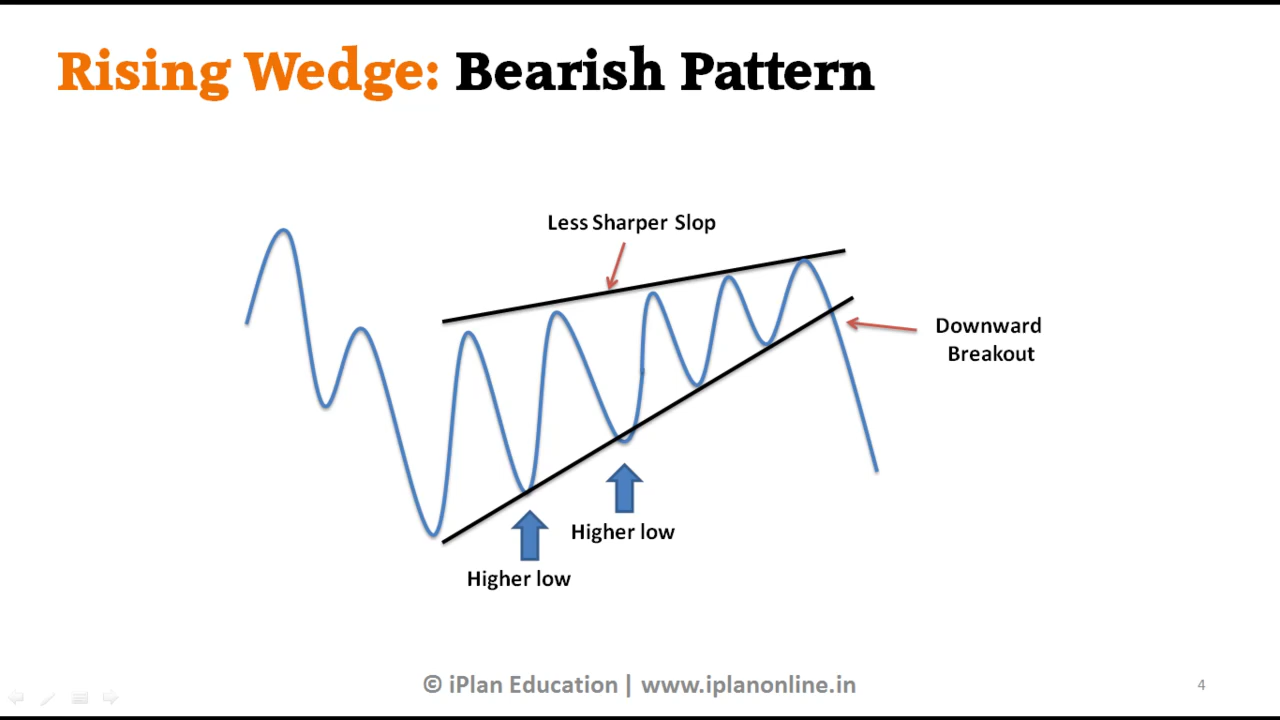 Rising Wedge: Bearish Pattern
Less Sharper Slop
Downward
Breakout
Higher low
Higher low
© iPlan Education | www.iplanonline.in
4